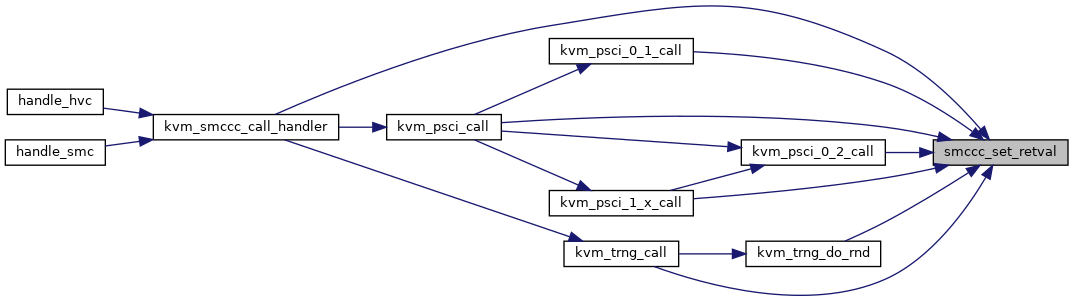 handle_hvc
handle_smc
kvm_smccc_call_handler
kvm_psci_call
kvm_psci_0_1_call
kvm_psci_0_2_call
kvm_psci_1_x_call
kvm_trng_call
kvm_trng_do_rnd
smccc_set_retval